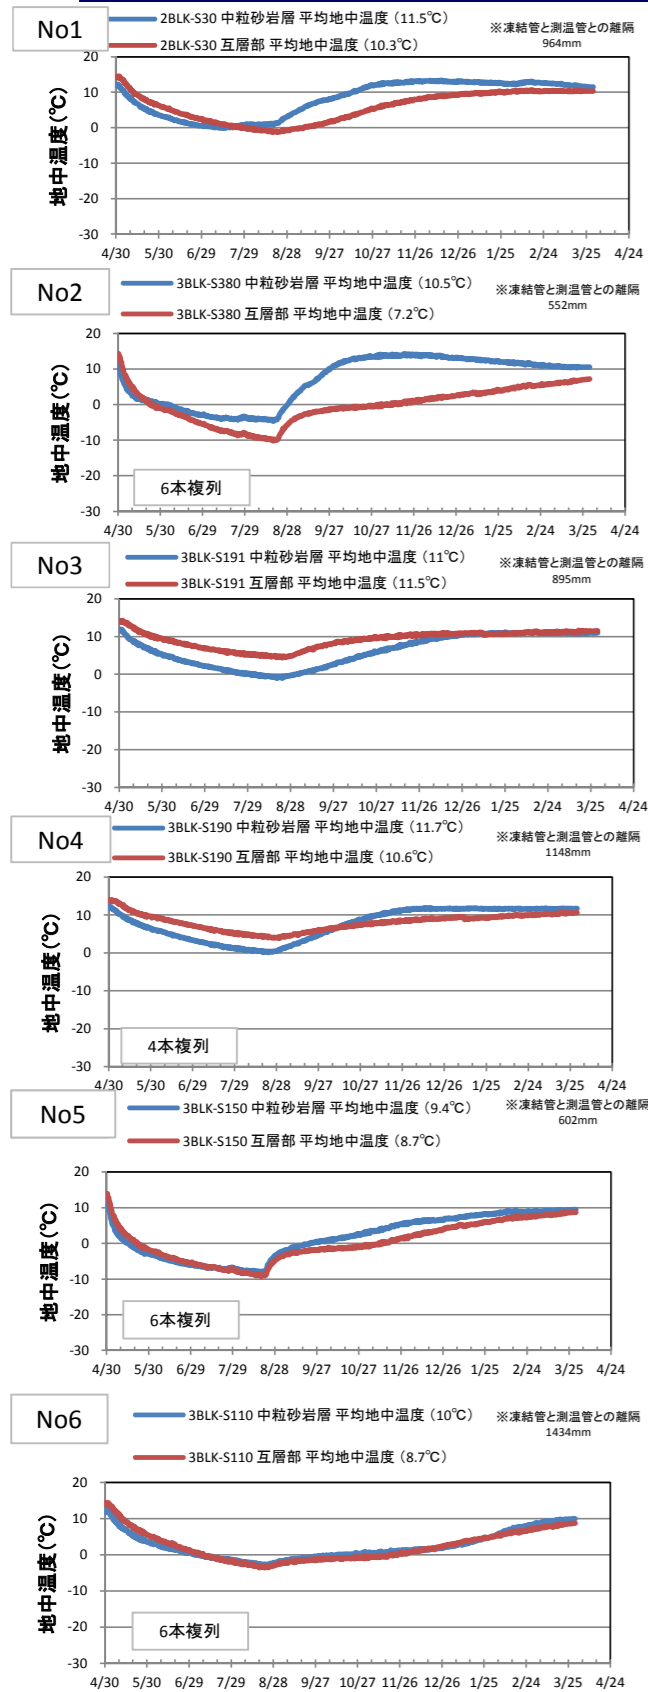 No1
2BLK-S30 中粒砂岩層 平均地中温度 (11.5℃)
2BLK-S30 互層部 平均地中温度 (10.3℃)
※凍結管と測温管との離隔
964mm
地中温度(℃)
20
10
0
-10
-20
-30
4/30 5/30 6/29 7/29 8/28 9/27 10/27 11/26 12/26 1/25 2/24 3/25 4/24
No2
3BLK-S380 中粒砂岩層 平均地中温度 (10.5℃)
3BLK-S380 互層部 平均地中温度 (7.2℃)
※凍結管と測温管との離隔
552mm
地中温度(℃)
20
10
0
-10
-20
-30
6本複列
4/30 5/30 6/29 7/29 8/28 9/27 10/27 11/26 12/26 1/25 2/24 3/25 4/24
No3
3BLK-S191 中粒砂岩層 平均地中温度 (11℃)
3BLK-S191 互層部 平均地中温度 (11.5℃)
※凍結管と測温管との離隔
895mm
地中温度(℃)
20
10
0
-10
-20
-30
4/30 5/30 6/29 7/29 8/28 9/27 10/27 11/26 12/26 1/25 2/24 3/25 4/24
No4
3BLK-S190 中粒砂岩層 平均地中温度 (11.7℃)
3BLK-S190 互層部 平均地中温度 (10.6℃)
※凍結管と測温管との離隔
1148mm
地中温度(℃)
20
10
0
-10
-20
-30
4本複列
4/30 5/30 6/29 7/29 8/28 9/27 10/27 11/26 12/26 1/25 2/24 3/25 4/24
No5
3BLK-S150 中粒砂岩層 平均地中温度 (9.4℃)
3BLK-S150 互層部 平均地中温度 (8.7℃)
※凍結管と測温管との離隔
602mm
地中温度(℃)
20
10
0
-10
-20
-30
6本複列
4/30 5/30 6/29 7/29 8/28 9/27 10/27 11/26 12/26 1/25 2/24 3/25 4/24
No6
3BLK-S110 中粒砂岩層 平均地中温度 (10℃)
3BLK-S110 互層部 平均地中温度 (8.7℃)
※凍結管と測温管との離隔
1434mm
地中温度(℃)
20
10
0
-10
-20
-30
6本複列
4/30 5/30 6/29 7/29 8/28 9/27 10/27 11/26 12/26 1/25 2/24 3/25 4/24